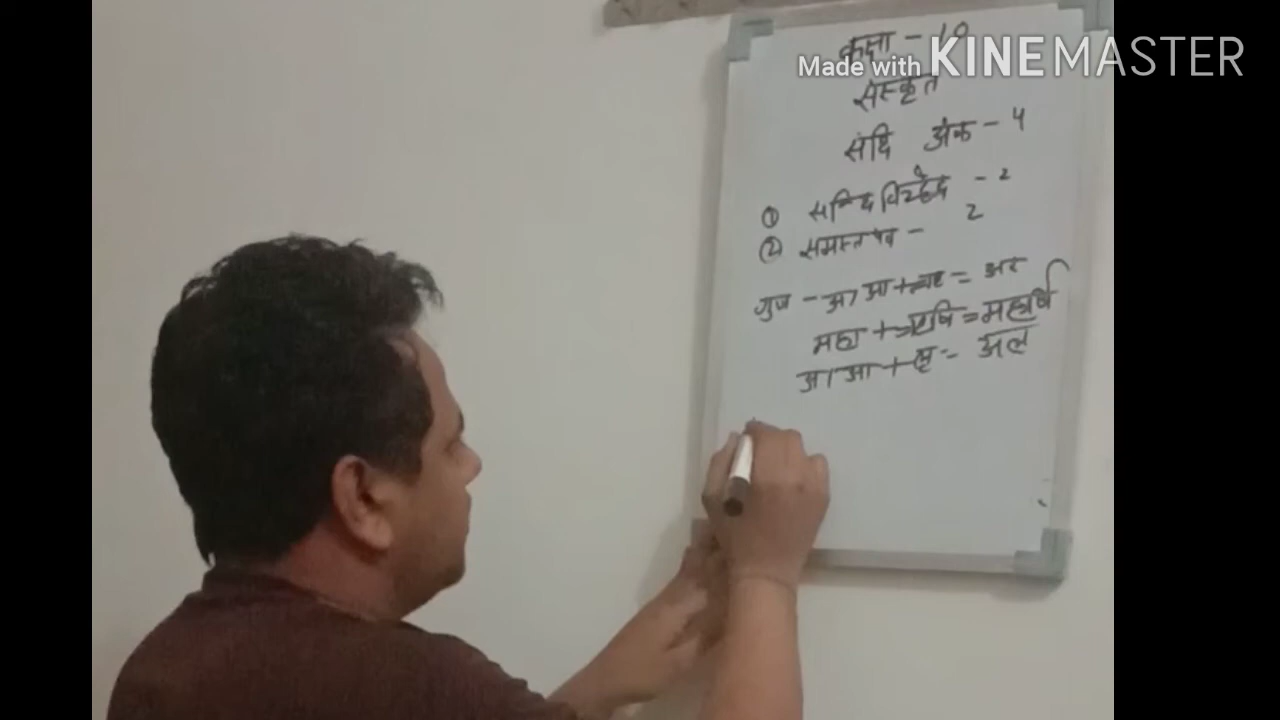 कक्षा - 10
Made with KINEMASTER
संस्कृत
संधि अंक - 4
① सन्धि विच्छेद - 2
② समस्त पद - 2
गुण - अ/आ + ऋ = अर
महा + ऋषि = महर्षि
अ/आ + लृ = अल